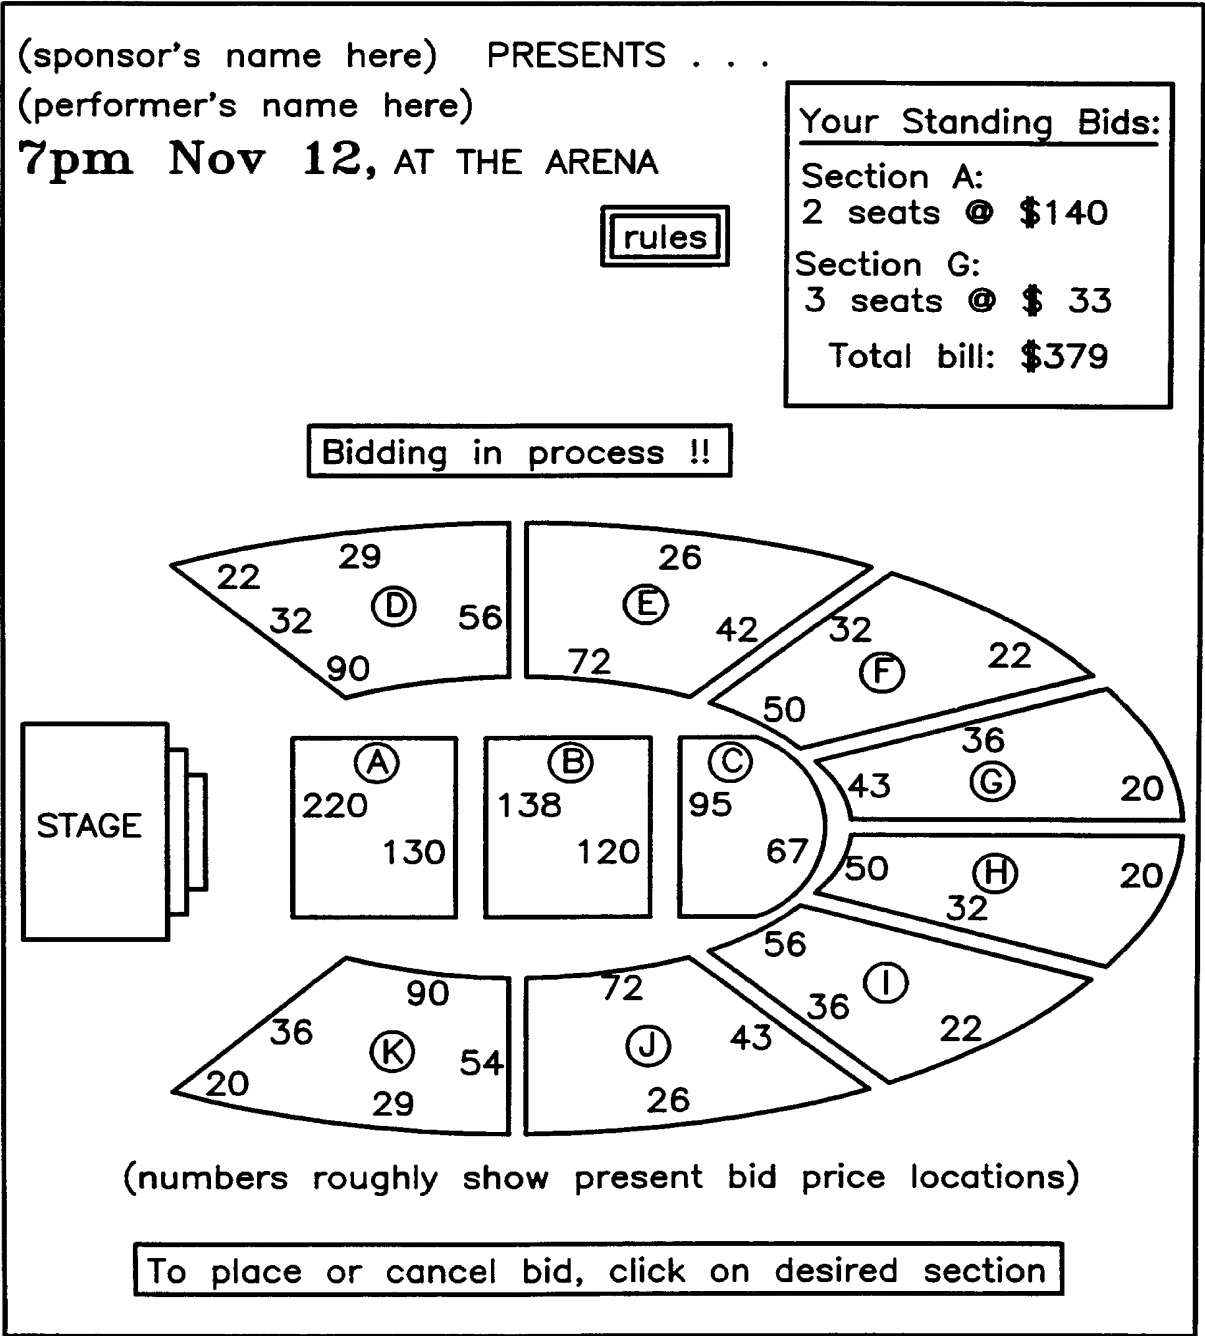 (sponsor's name here) PRESENTS . . .
(performer's name here)
7pm Nov 12, AT THE ARENA
rules
Your Standing Bids:
Section A:
2 seats @ $140
Section G:
3 seats @ $ 33
Total bill: $379
Bidding in process !!
22 29 32 D 56 90
26 E 42 72
32 F 22 50
36 43 G 20
STAGE
A 220 130
B 138 120
C 95 67
50 H 32 20
56 I 36 22
90 36 K 54 20 29
72 J 43 26
(numbers roughly show present bid price locations)
To place or cancel bid, click on desired section